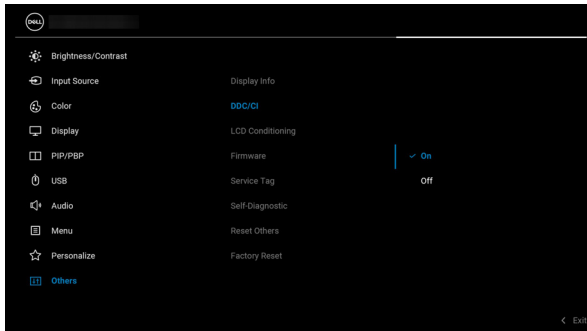 DELL
Brightness/Contrast
Input Source
Display Info
Color
DDC/CI
Display
LCD Conditioning
PIP/PBP
Firmware
On
USB
Service Tag
Off
Audio
Self-Diagnostic
Menu
Reset Others
Personalize
Factory Reset
Others
Exit